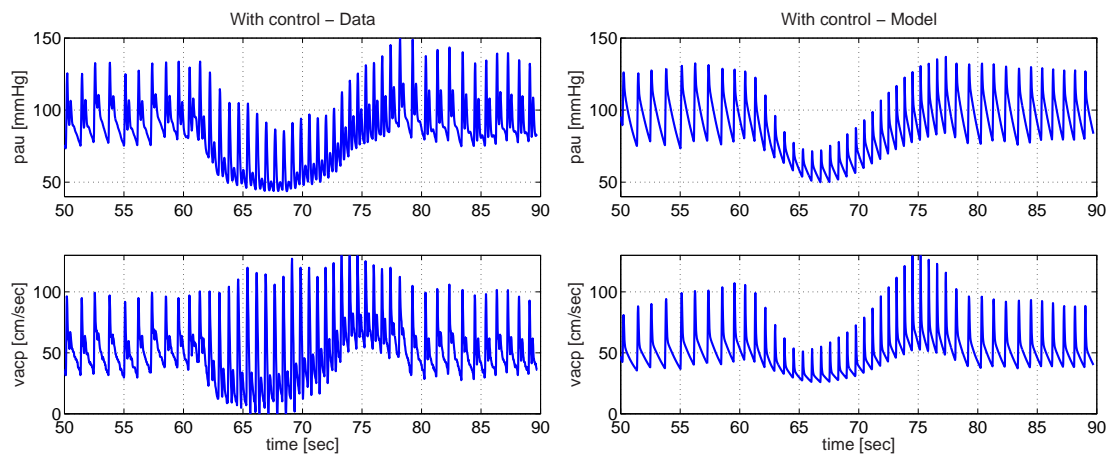 With control – Data
With control – Model
150
100
50
pau [mmHg]
50 55 60 65 70 75 80 85 90
150
100
50
pau [mmHg]
50 55 60 65 70 75 80 85 90
100
50
0
vacp [cm/sec]
50 55 60 65 70 75 80 85 90
time [sec]
100
50
0
vacp [cm/sec]
50 55 60 65 70 75 80 85 90
time [sec]